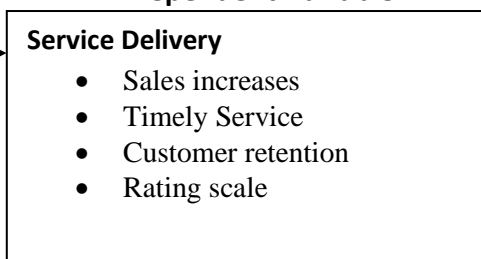 Service Delivery
• Sales increases
• Timely Service
• Customer retention
• Rating scale